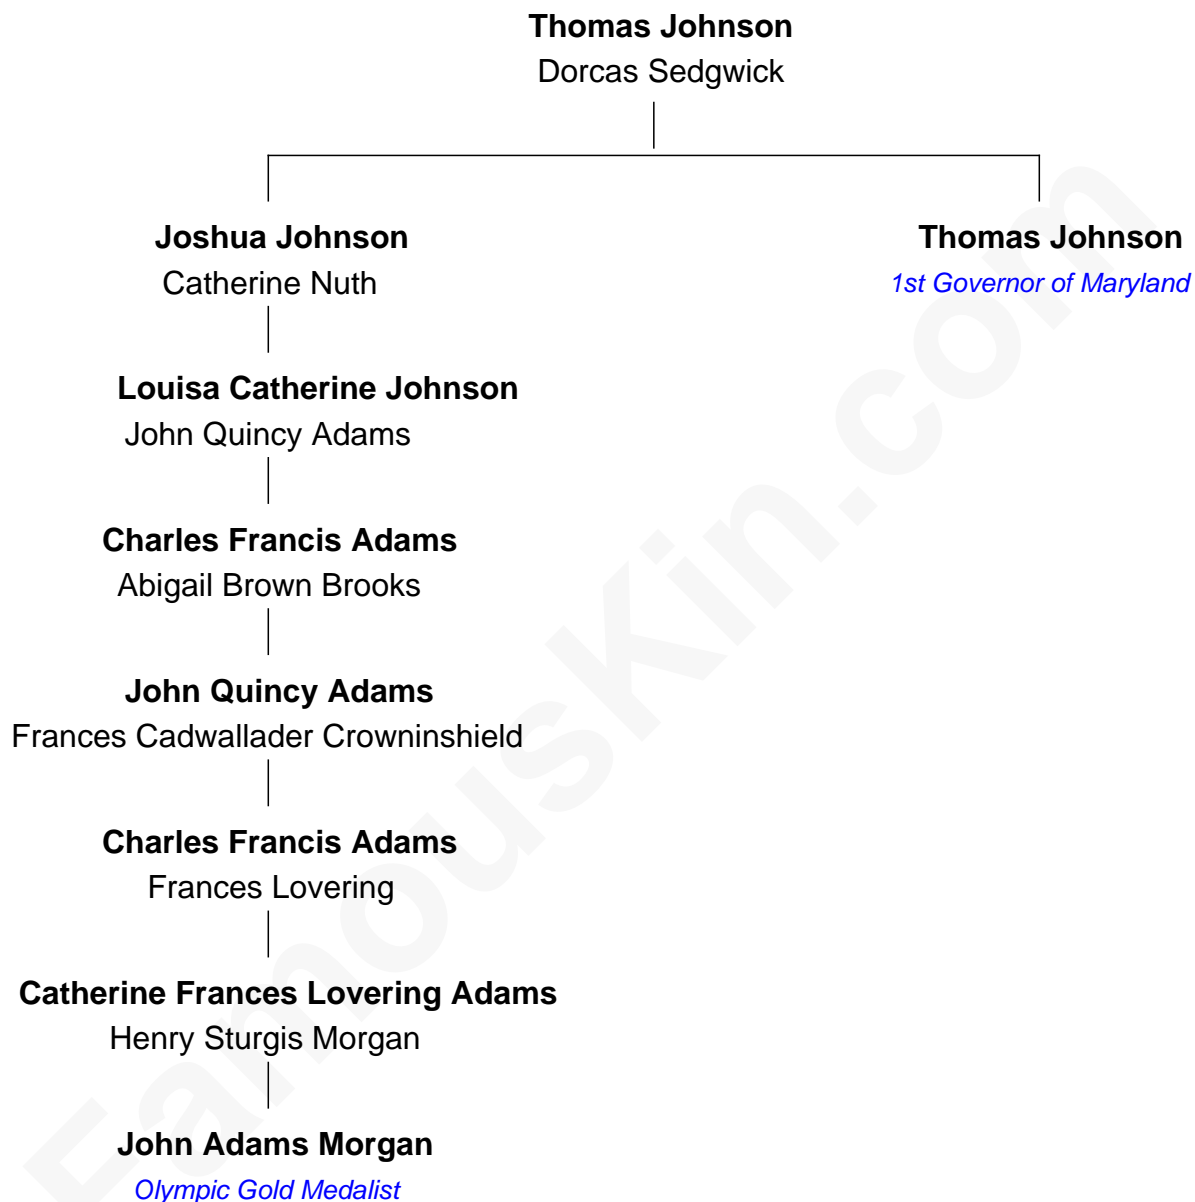 Thomas Johnson
Dorcas Sedgwick
Joshua Johnson
Catherine Nuth
Thomas Johnson
1st Governor of Maryland
Louisa Catherine Johnson
John Quincy Adams
Charles Francis Adams
Abigail Brown Brooks
John Quincy Adams
Frances Cadwallader Crowninshield
Charles Francis Adams
Frances Lovering
Catherine Frances Lovering Adams
Henry Sturgis Morgan
John Adams Morgan
Olympic Gold Medalist
FamousKin.com